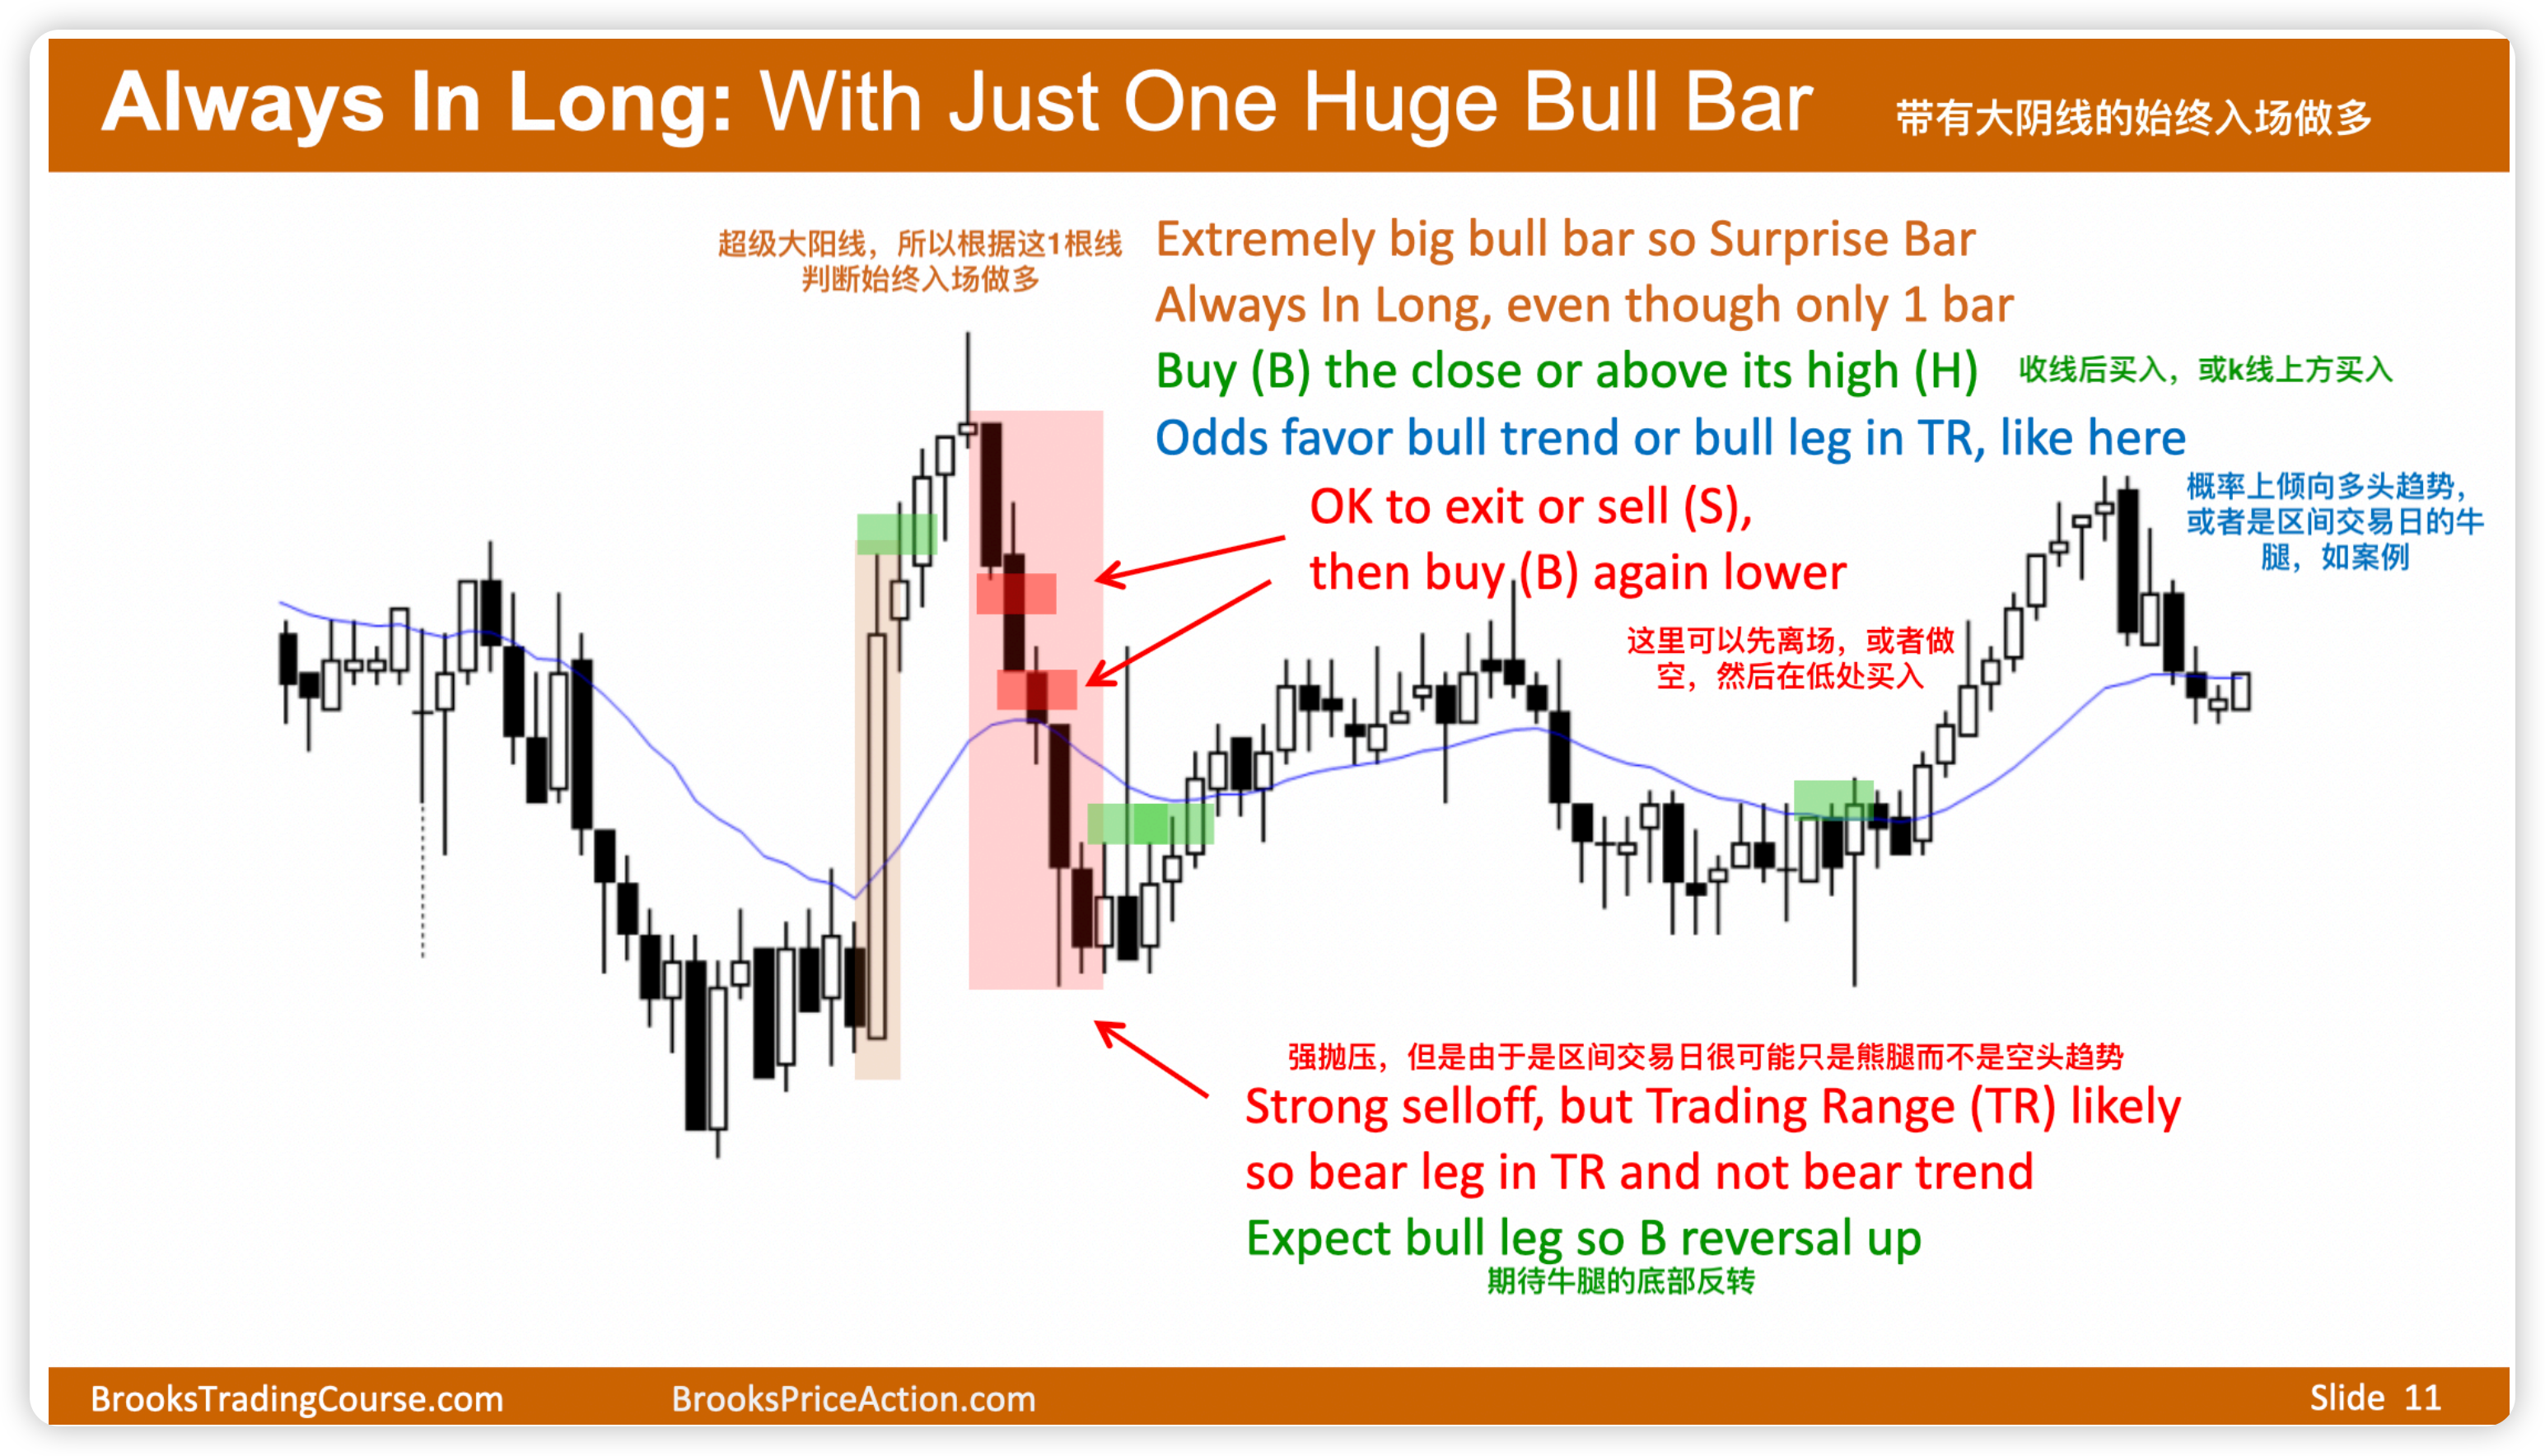 Always In Long: With Just One Huge Bull Bar 带有大阴线的始终入场做多
超级大阳线，所以根据这1根线
判断始终入场做多
Extremely big bull bar so Surprise Bar
Always In Long, even though only 1 bar
Buy (B) the close or above its high (H) 收线后买入，或k线上方买入
Odds favor bull trend or bull leg in TR, like here
概率上倾向多头趋势，
或者是区间交易日的牛
腿，如案例
OK to exit or sell (S),
then buy (B) again lower
这里可以先离场，或者做
空，然后在低处买入
强抛压，但是由于是区间交易日很可能只是熊腿而不是空头趋势
Strong selloff, but Trading Range (TR) likely
so bear leg in TR and not bear trend
Expect bull leg so B reversal up
期待牛腿的底部反转
BrooksTradingCourse.com BrooksPriceAction.com Slide 11